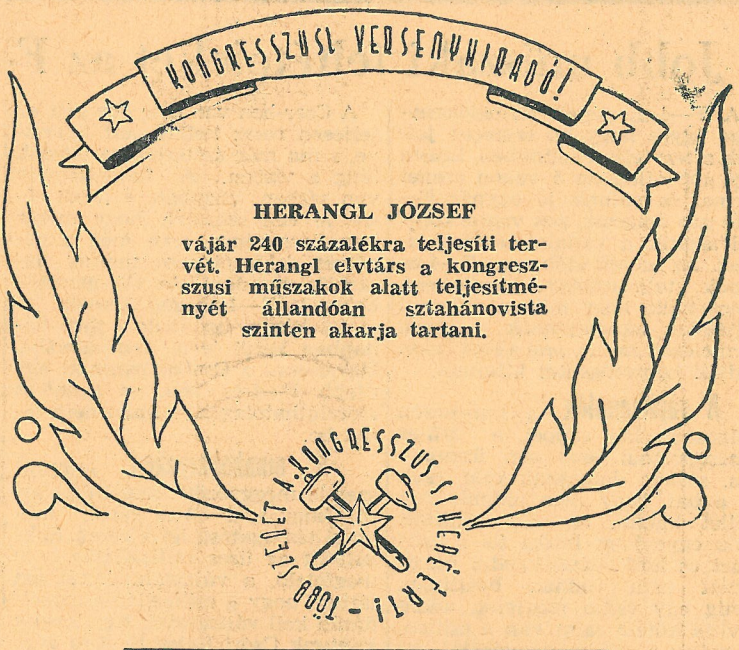 KONGRESSZUSI VERSENYHIRADÓ!
HERANGL JÓZSEF
vájár 240 százalékra teljesíti ter-
vét. Herangl elvtárs a kongresz-
szusi műszakok alatt teljesítmé-
nyét állandóan sztahánovista
szinten akarja tartani.
TÖBB SZENET A KONGRESSZUS SIKERÉÉRT! -